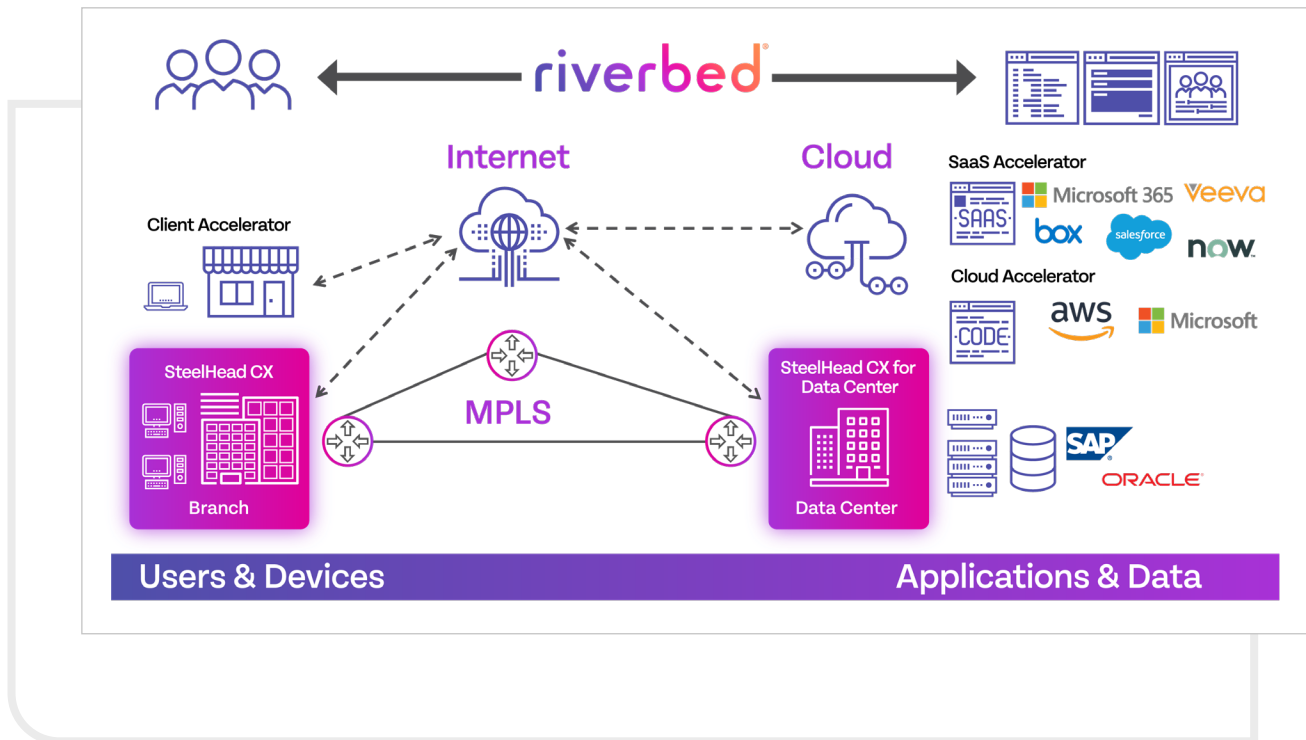 riverbed®
Internet
Cloud
SaaS Accelerator
SAAS
Microsoft 365
Veeva
box
salesforce
now
Client Accelerator
Cloud Accelerator
CODE
aws
Microsoft
SteelHead CX
Branch
MPLS
SteelHead CX for
Data Center
Data Center
SAP
ORACLE
Users & Devices
Applications & Data